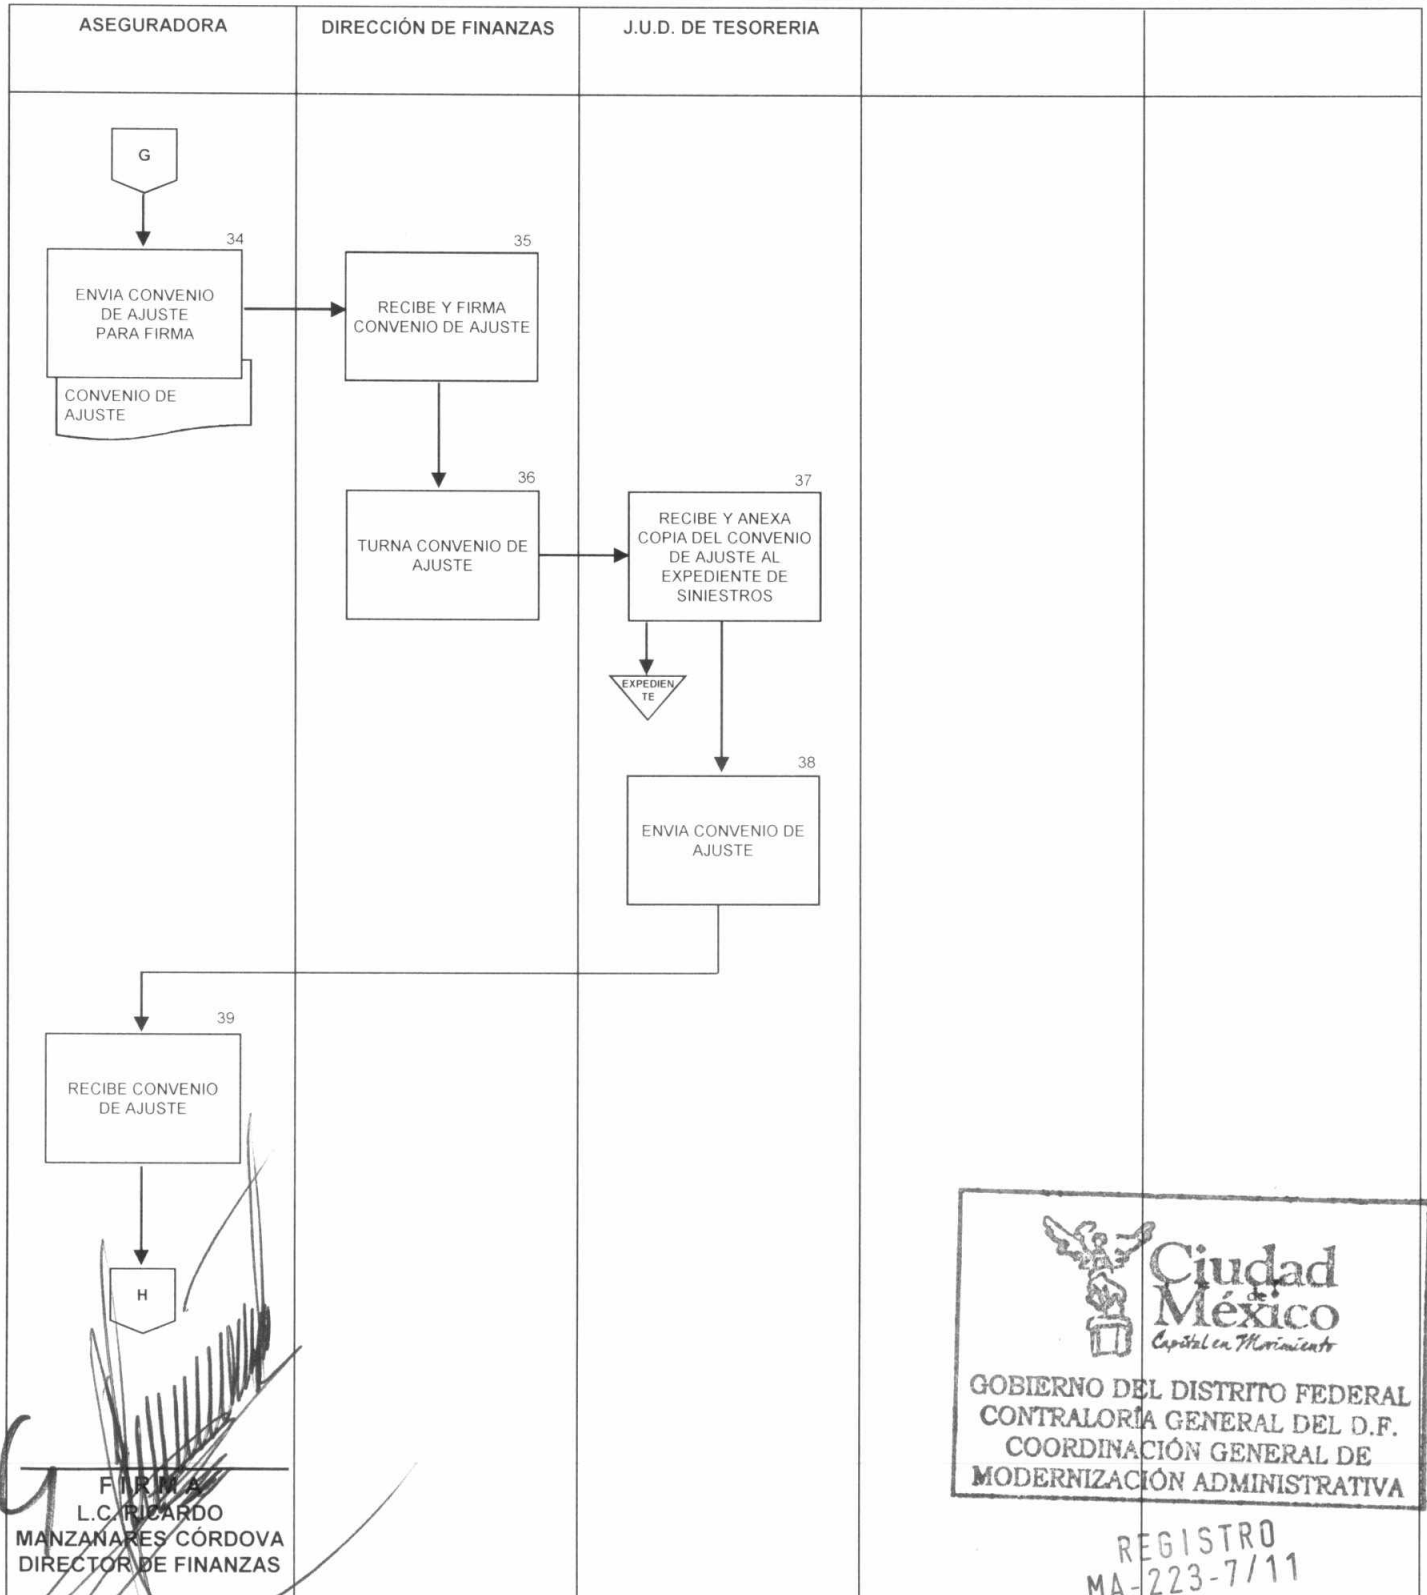 ASEGURADORA
DIRECCIÓN DE FINANZAS
J.U.D. DE TESORERIA
G
34
ENVIA CONVENIO
DE AJUSTE
PARA FIRMA
CONVENIO DE
AJUSTE
35
RECIBE Y FIRMA
CONVENIO DE AJUSTE
36
TURNA CONVENIO DE
AJUSTE
37
RECIBE Y ANEXA
COPIA DEL CONVENIO
DE AJUSTE AL
EXPEDIENTE DE
SINIESTROS
EXPEDIEN
TE
38
ENVIA CONVENIO DE
AJUSTE
39
RECIBE CONVENIO
DE AJUSTE
H
FIRMA
L.C. RICARDO
MANZANARES CÓRDOVA
DIRECTOR DE FINANZAS
Ciudad
de
México
Capital en Movimiento
GOBIERNO DEL DISTRITO FEDERAL
CONTRALORÍA GENERAL DEL D.F.
COORDINACIÓN GENERAL DE
MODERNIZACIÓN ADMINISTRATIVA
REGISTRO
MA-223-7/11